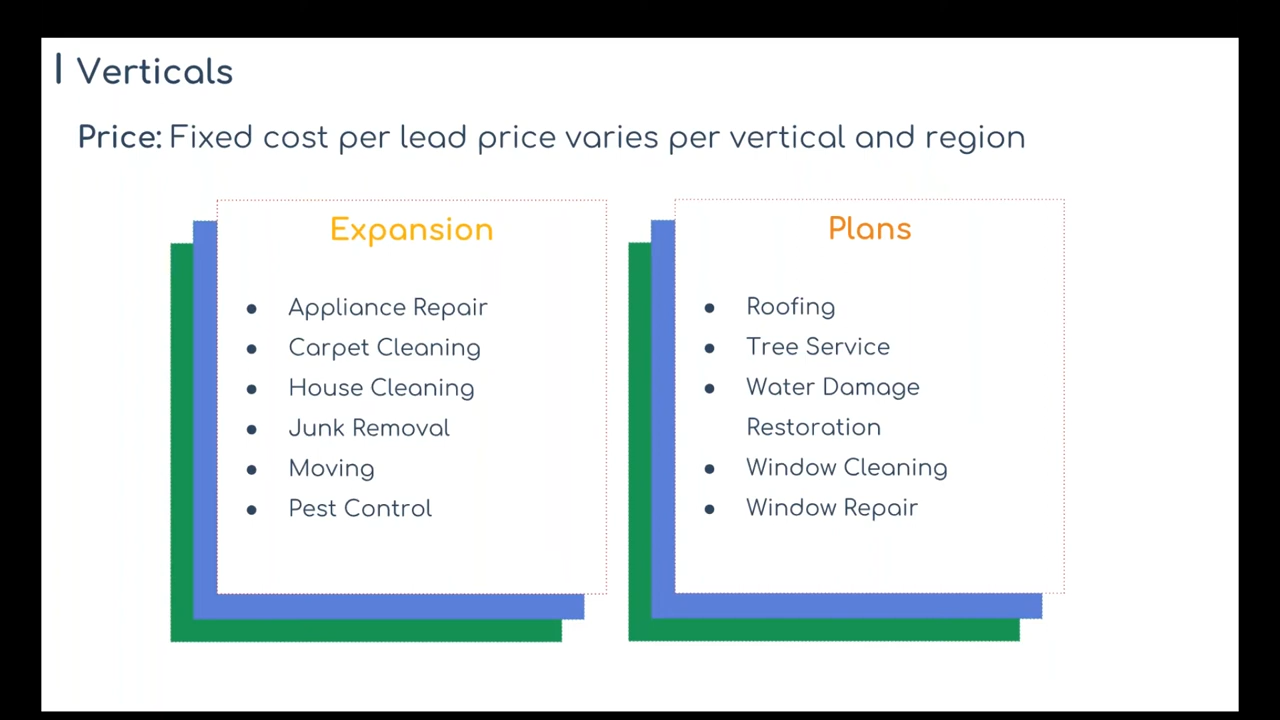 Verticals
Price: Fixed cost per lead price varies per vertical and region
Expansion
● Appliance Repair
● Carpet Cleaning
● House Cleaning
● Junk Removal
● Moving
● Pest Control
Plans
● Roofing
● Tree Service
● Water Damage
Restoration
● Window Cleaning
● Window Repair